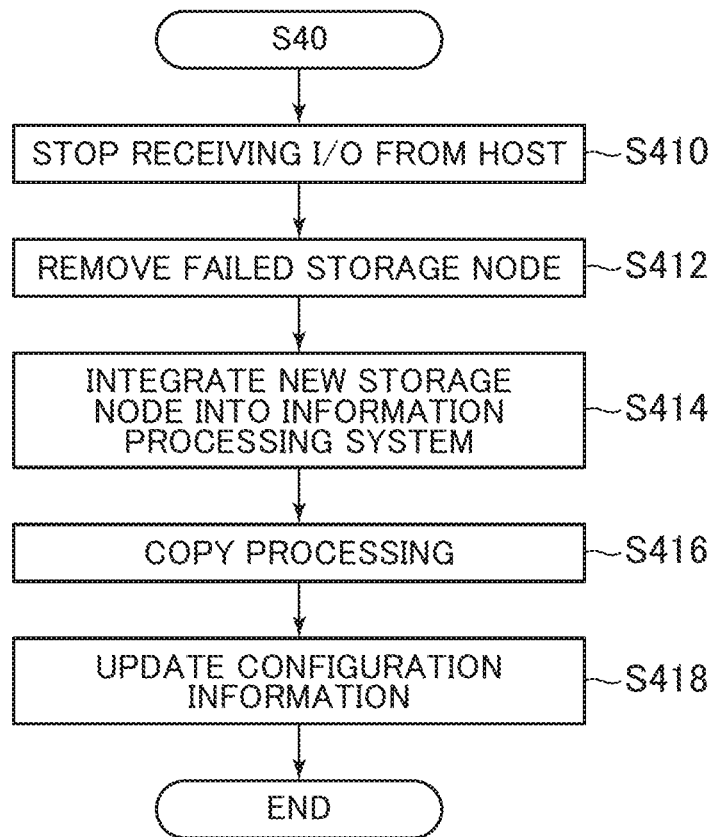 S40
STOP RECEIVING I/O FROM HOST
S410
REMOVE FAILED STORAGE NODE
S412
INTEGRATE NEW STORAGE
NODE INTO INFORMATION
PROCESSING SYSTEM
S414
COPY PROCESSING
S416
UPDATE CONFIGURATION
INFORMATION
S418
END